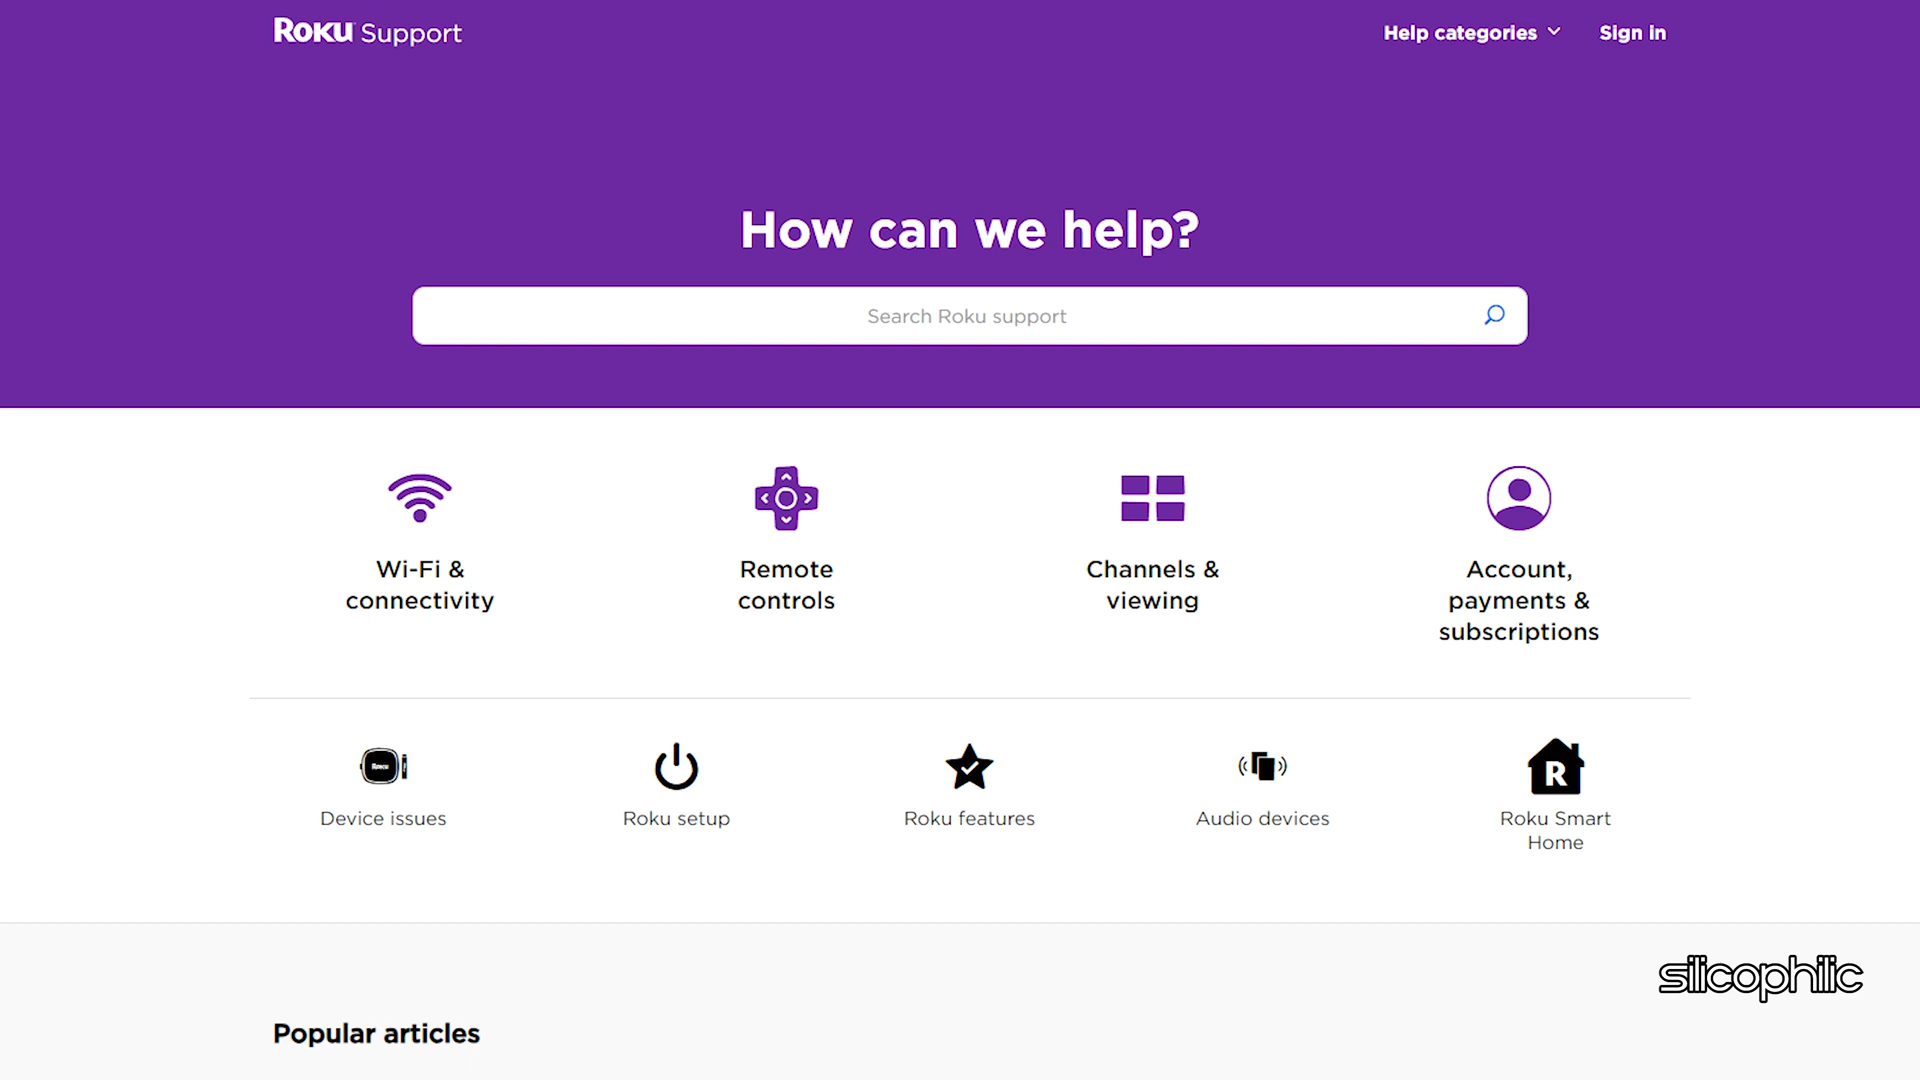 Roku Support
Help categories
Sign in
How can we help?
Search Roku support
Wi-Fi &
connectivity
Remote
controls
Channels &
viewing
Account,
payments &
subscriptions
Roku
Device issues
Roku setup
Roku features
Audio devices
R
Roku Smart
Home
silicophilic
Popular articles